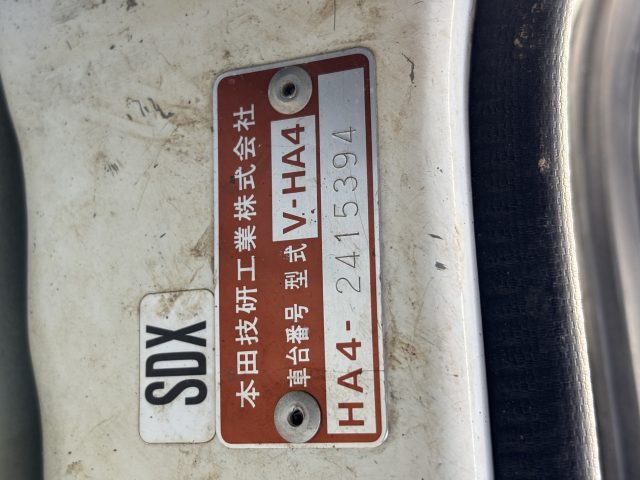 本田技研工業株式会社
車台番号 型式 V-HA4
HA4-2415394
SDX